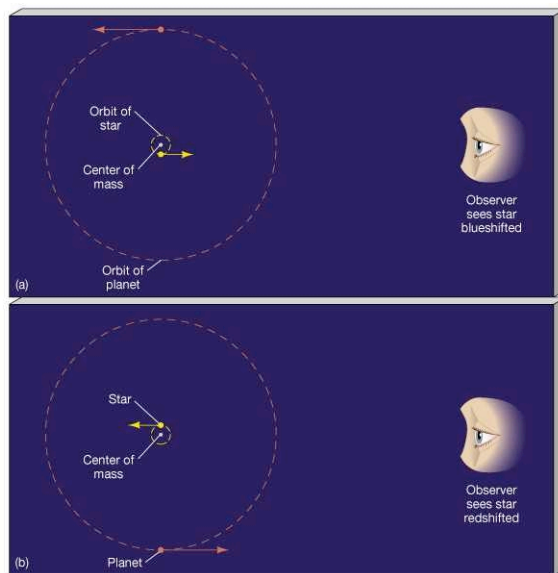 Orbit of
star
Center of
mass
Observer
sees star
blueshifted
Orbit of
planet
(a)
Star
Center of
mass
Observer
sees star
redshifted
Planet
(b)